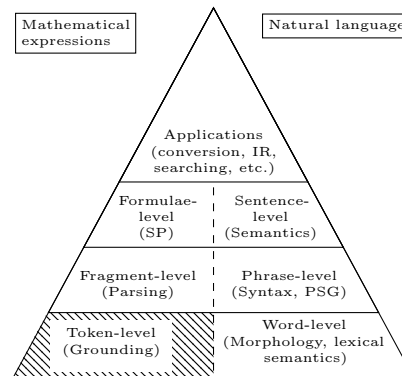 Mathematical
expressions
Natural language
Applications
(conversion, IR,
searching, etc.)
Formulae-
level
(SP)
Sentence-
level
(Semantics)
Fragment-level
(Parsing)
Phrase-level
(Syntax, PSG)
Token-level
(Grounding)
Word-level
(Morphology, lexical
semantics)